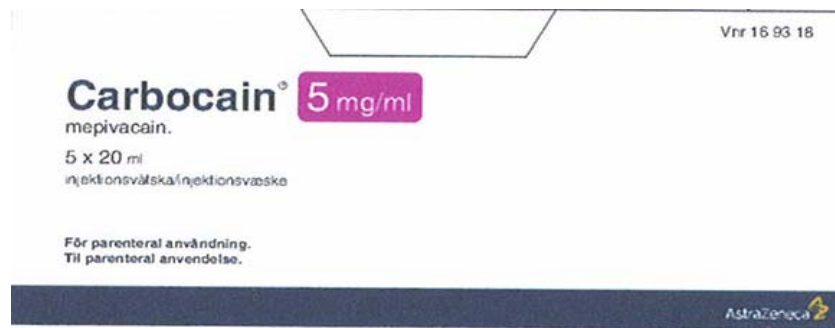 Vnr 16 93 18
Carbocain® 5 mg/ml
mepivacain.
5 x 20 ml
injektionsvätska/injektionsvæske
För parenteral användning.
Til parenteral anvendelse.
AstraZeneca